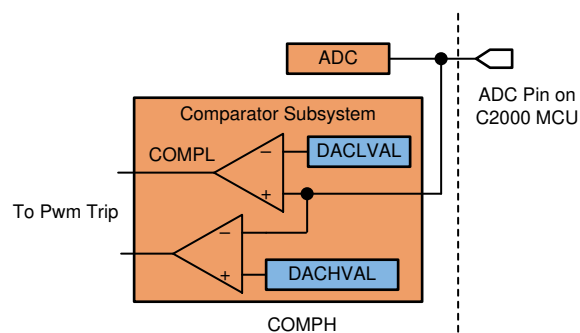 ADC
ADC Pin on
C2000 MCU
Comparator Subsystem
COMPL
−
DACLVAL
+
To Pwm Trip
−
+
DACHVAL
COMPH